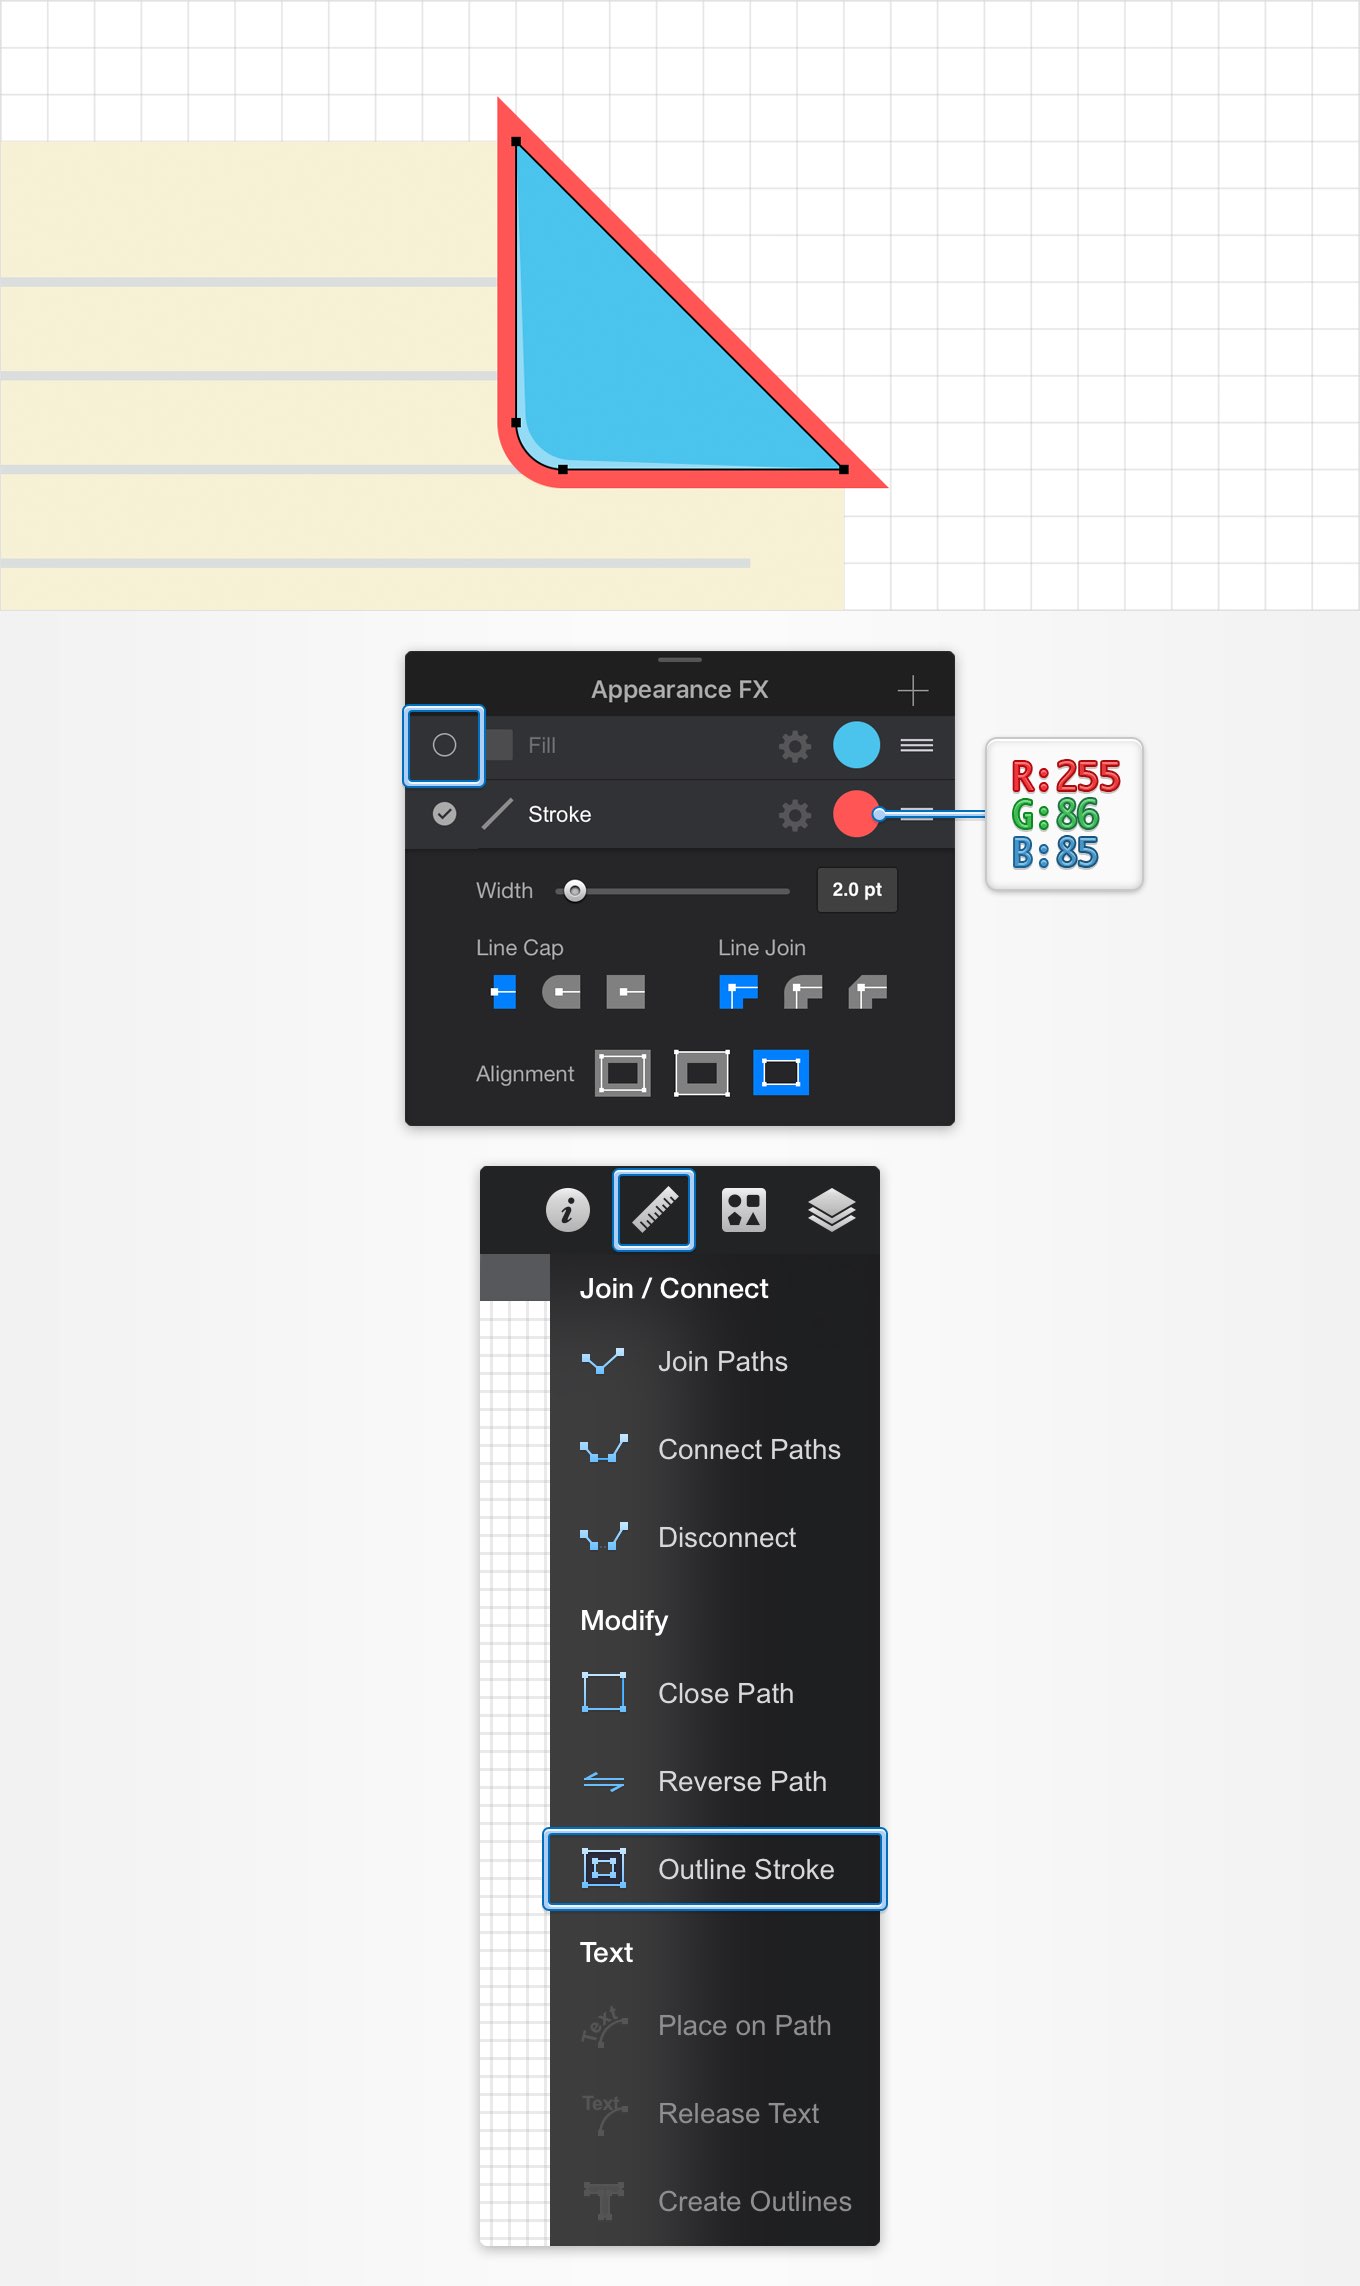 Appearance FX
Fill
Stroke
R:255
G:86
B:85
Width
2.0 pt
Line Cap
Line Join
Alignment
Join / Connect
Join Paths
Connect Paths
Disconnect
Modify
Close Path
Reverse Path
Outline Stroke
Text
Text
Place on Path
Text
Release Text
Create Outlines